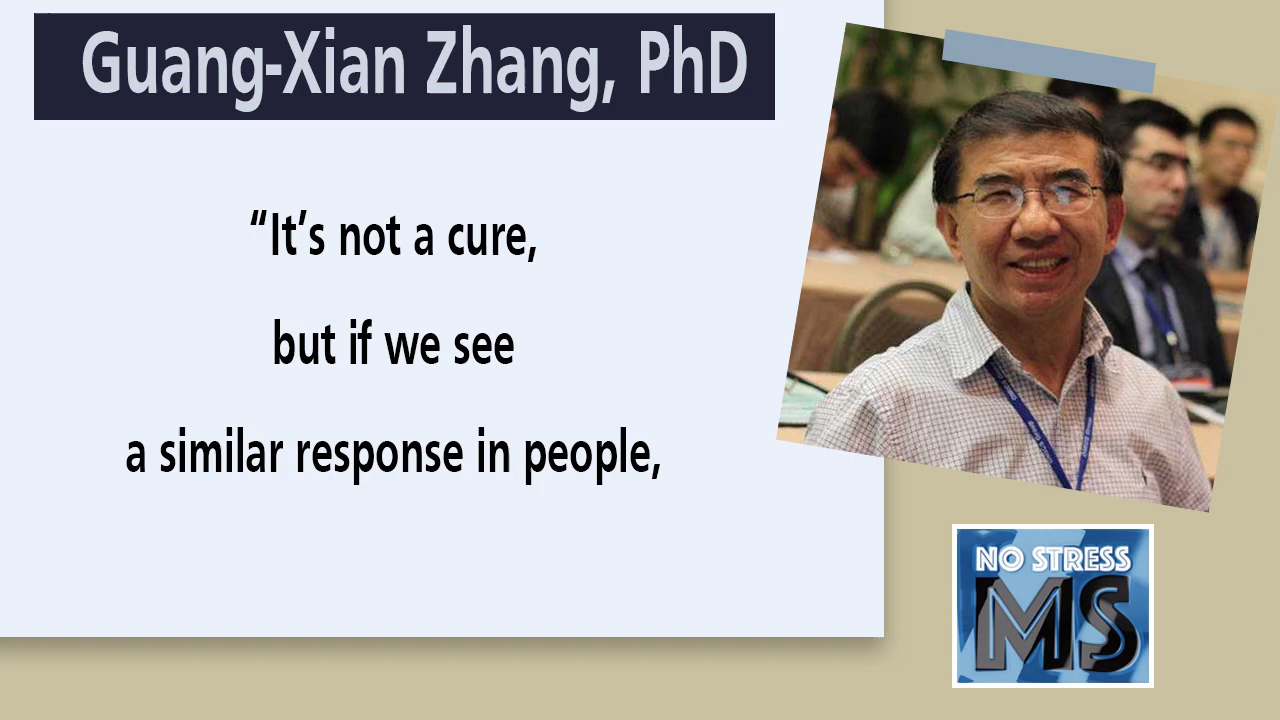 Guang-Xian Zhang, PhD
“It’s not a cure,
but if we see
a similar response in people,
NO STRESS
MS